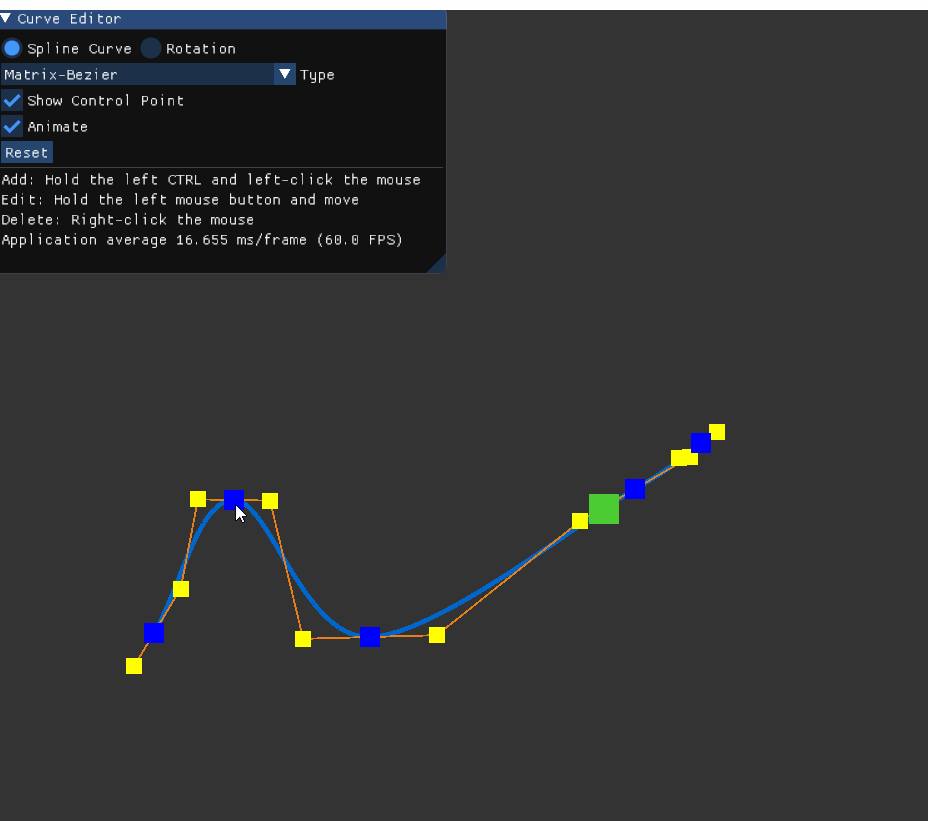 Curve Editor
Spline Curve Rotation
Matrix-Bezier Type
Show Control Point
Animate
Reset
Add: Hold the left CTRL and left-click the mouse
Edit: Hold the left mouse button and move
Delete: Right-click the mouse
Application average 16.655 ms/frame (60.0 FPS)